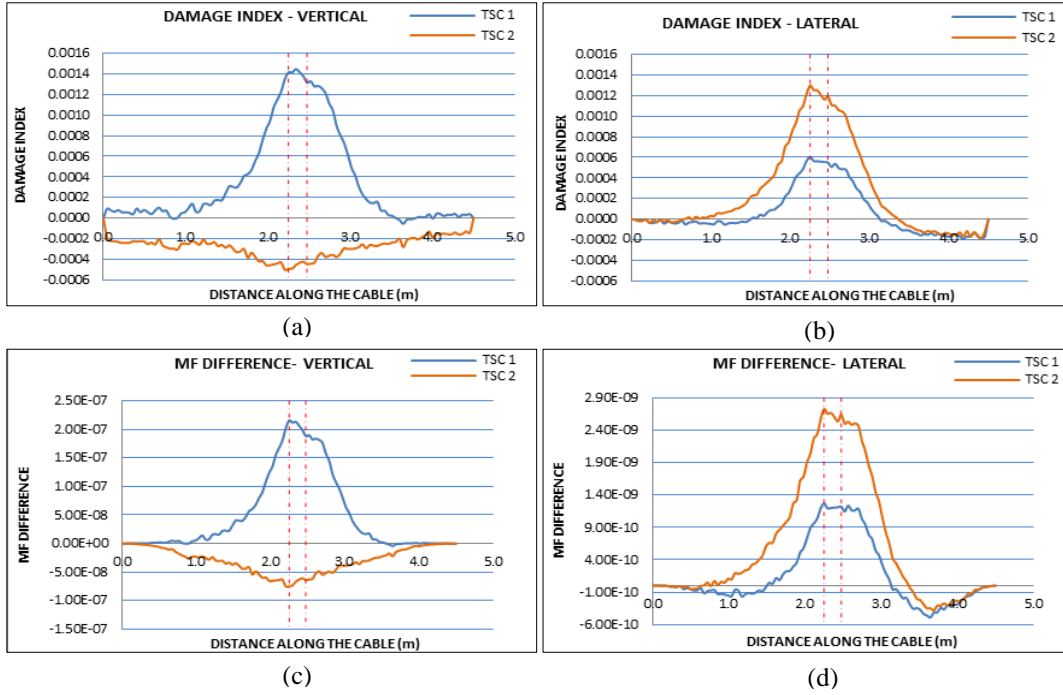 DAMAGE INDEX - VERTICAL
TSC 1
TSC 2
0.0016
0.0014
0.0012
0.0010
0.0008
0.0006
0.0004
0.0002
0.0000
-0.0002
-0.0004
-0.0006
DAMAGE INDEX
0.0 1.0 2.0 3.0 4.0 5.0
DISTANCE ALONG THE CABLE (m)
(a)
DAMAGE INDEX - LATERAL
TSC 1
TSC 2
0.0016
0.0014
0.0012
0.0010
0.0008
0.0006
0.0004
0.0002
0.0000
-0.0002
-0.0004
-0.0006
DAMAGE INDEX
0.0 1.0 2.0 3.0 4.0 5.0
DISTANCE ALONG THE CABLE (m)
(b)
MF DIFFERENCE- VERTICAL
TSC 1
TSC 2
2.50E-07
2.00E-07
1.50E-07
1.00E-07
5.00E-08
0.00E+00
-5.00E-08
-1.00E-07
-1.50E-07
MF DIFFERENCE
0.0 1.0 2.0 3.0 4.0 5.0
DISTANCE ALONG THE CABLE (m)
(c)
MF DIFFERENCE- LATERAL
TSC 1
TSC 2
2.90E-09
2.40E-09
1.90E-09
1.40E-09
9.00E-10
4.00E-10
-1.00E-10
-6.00E-10
MF DIFFERENCE
0.0 1.0 2.0 3.0 4.0 5.0
DISTANCE ALONG THE CABLE (m)
(d)